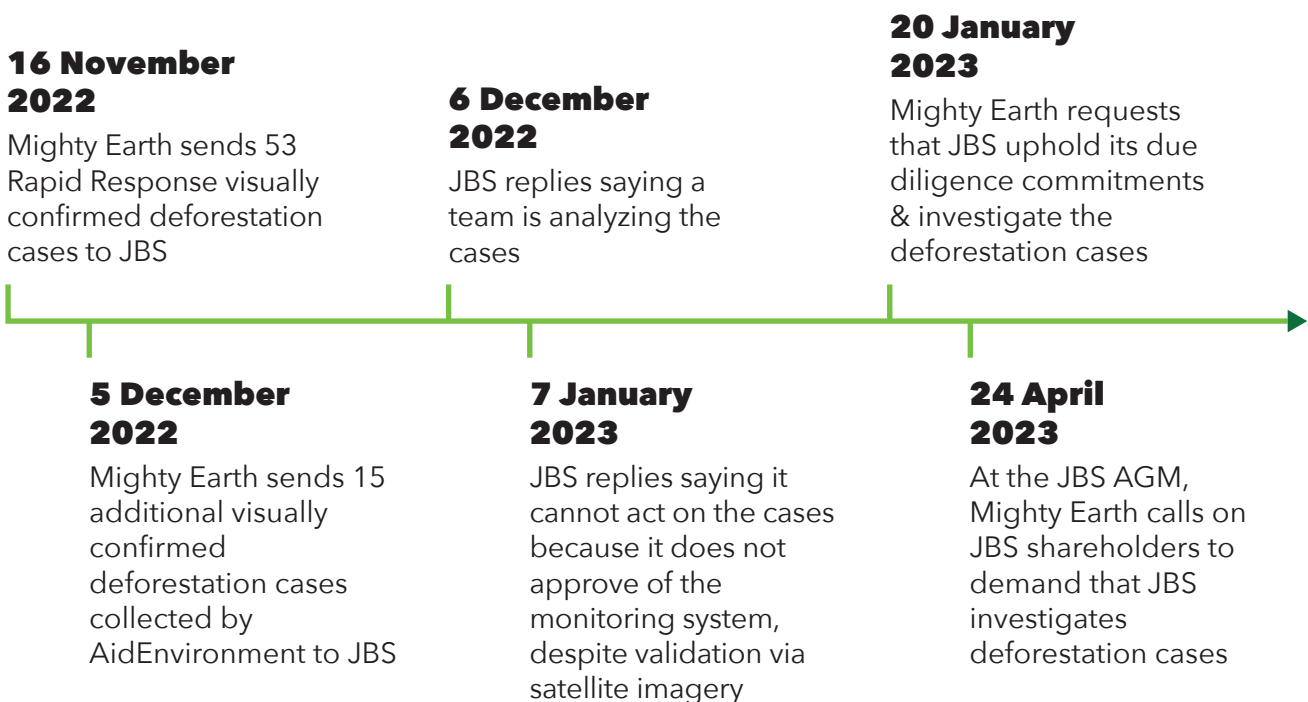 16 November
2022
Mighty Earth sends 53
Rapid Response visually
confirmed deforestation
cases to JBS
5 December
2022
Mighty Earth sends 15
additional visually
confirmed
deforestation cases
collected by
AidEnvironment to JBS
6 December
2022
JBS replies saying a
team is analyzing the
cases
7 January
2023
JBS replies saying it
cannot act on the cases
because it does not
approve of the
monitoring system,
despite validation via
satellite imagery
20 January
2023
Mighty Earth requests
that JBS uphold its due
diligence commitments
& investigate the
deforestation cases
24 April
2023
At the JBS AGM,
Mighty Earth calls on
JBS shareholders to
demand that JBS
investigates
deforestation cases